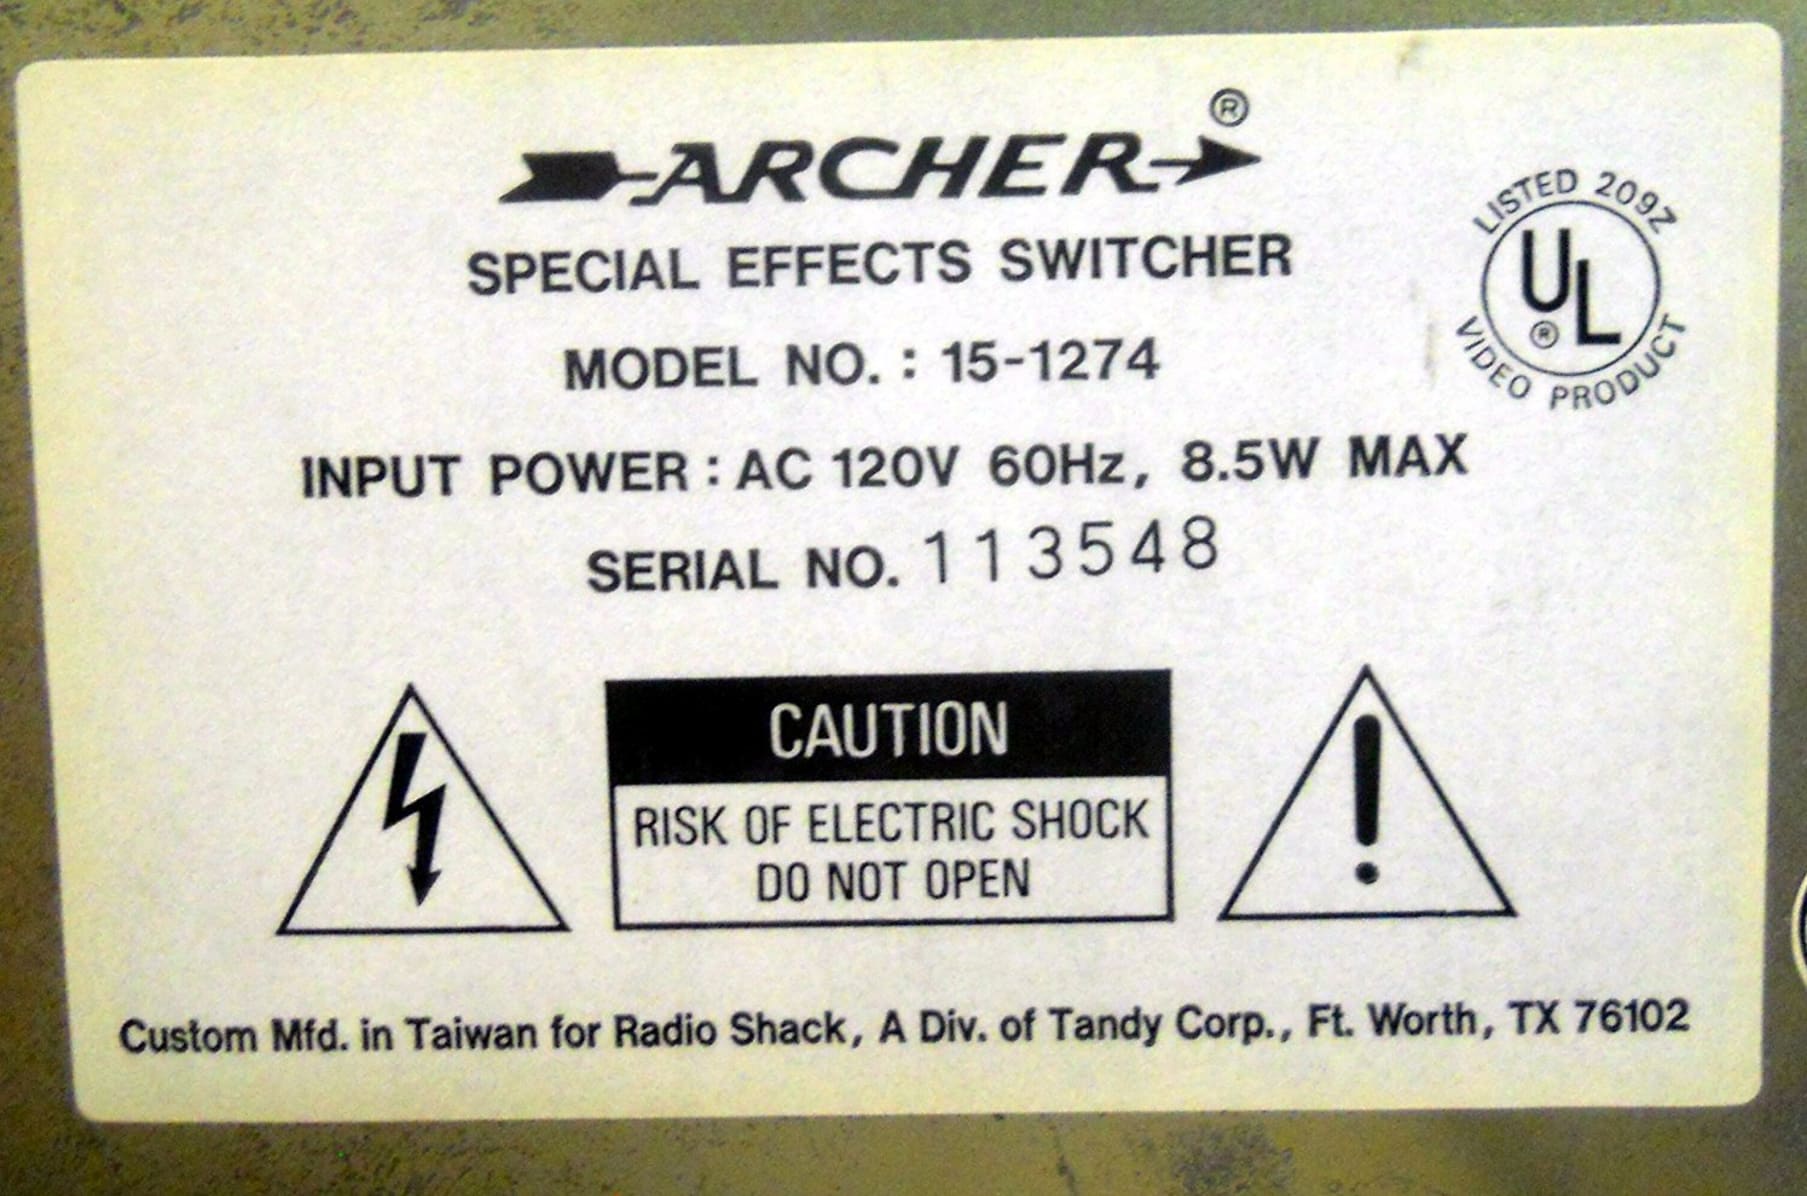 ARCHER®
SPECIAL EFFECTS SWITCHER
LISTED 209Z
UL®
VIDEO PRODUCT
MODEL NO. : 15-1274
INPUT POWER : AC 120V 60Hz, 8.5W MAX
SERIAL NO. 113548
CAUTION
RISK OF ELECTRIC SHOCK
DO NOT OPEN
Custom Mfd. in Taiwan for Radio Shack, A Div. of Tandy Corp., Ft. Worth, TX 76102